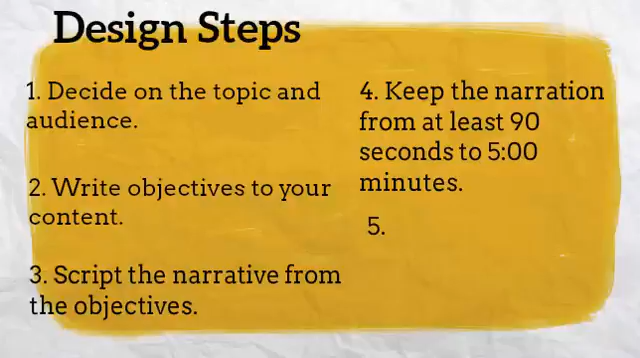 Design Steps
1. Decide on the topic and
audience.
2. Write objectives to your
content.
3. Script the narrative from
the objectives.
4. Keep the narration
from at least 90
seconds to 5:00
minutes.
5.